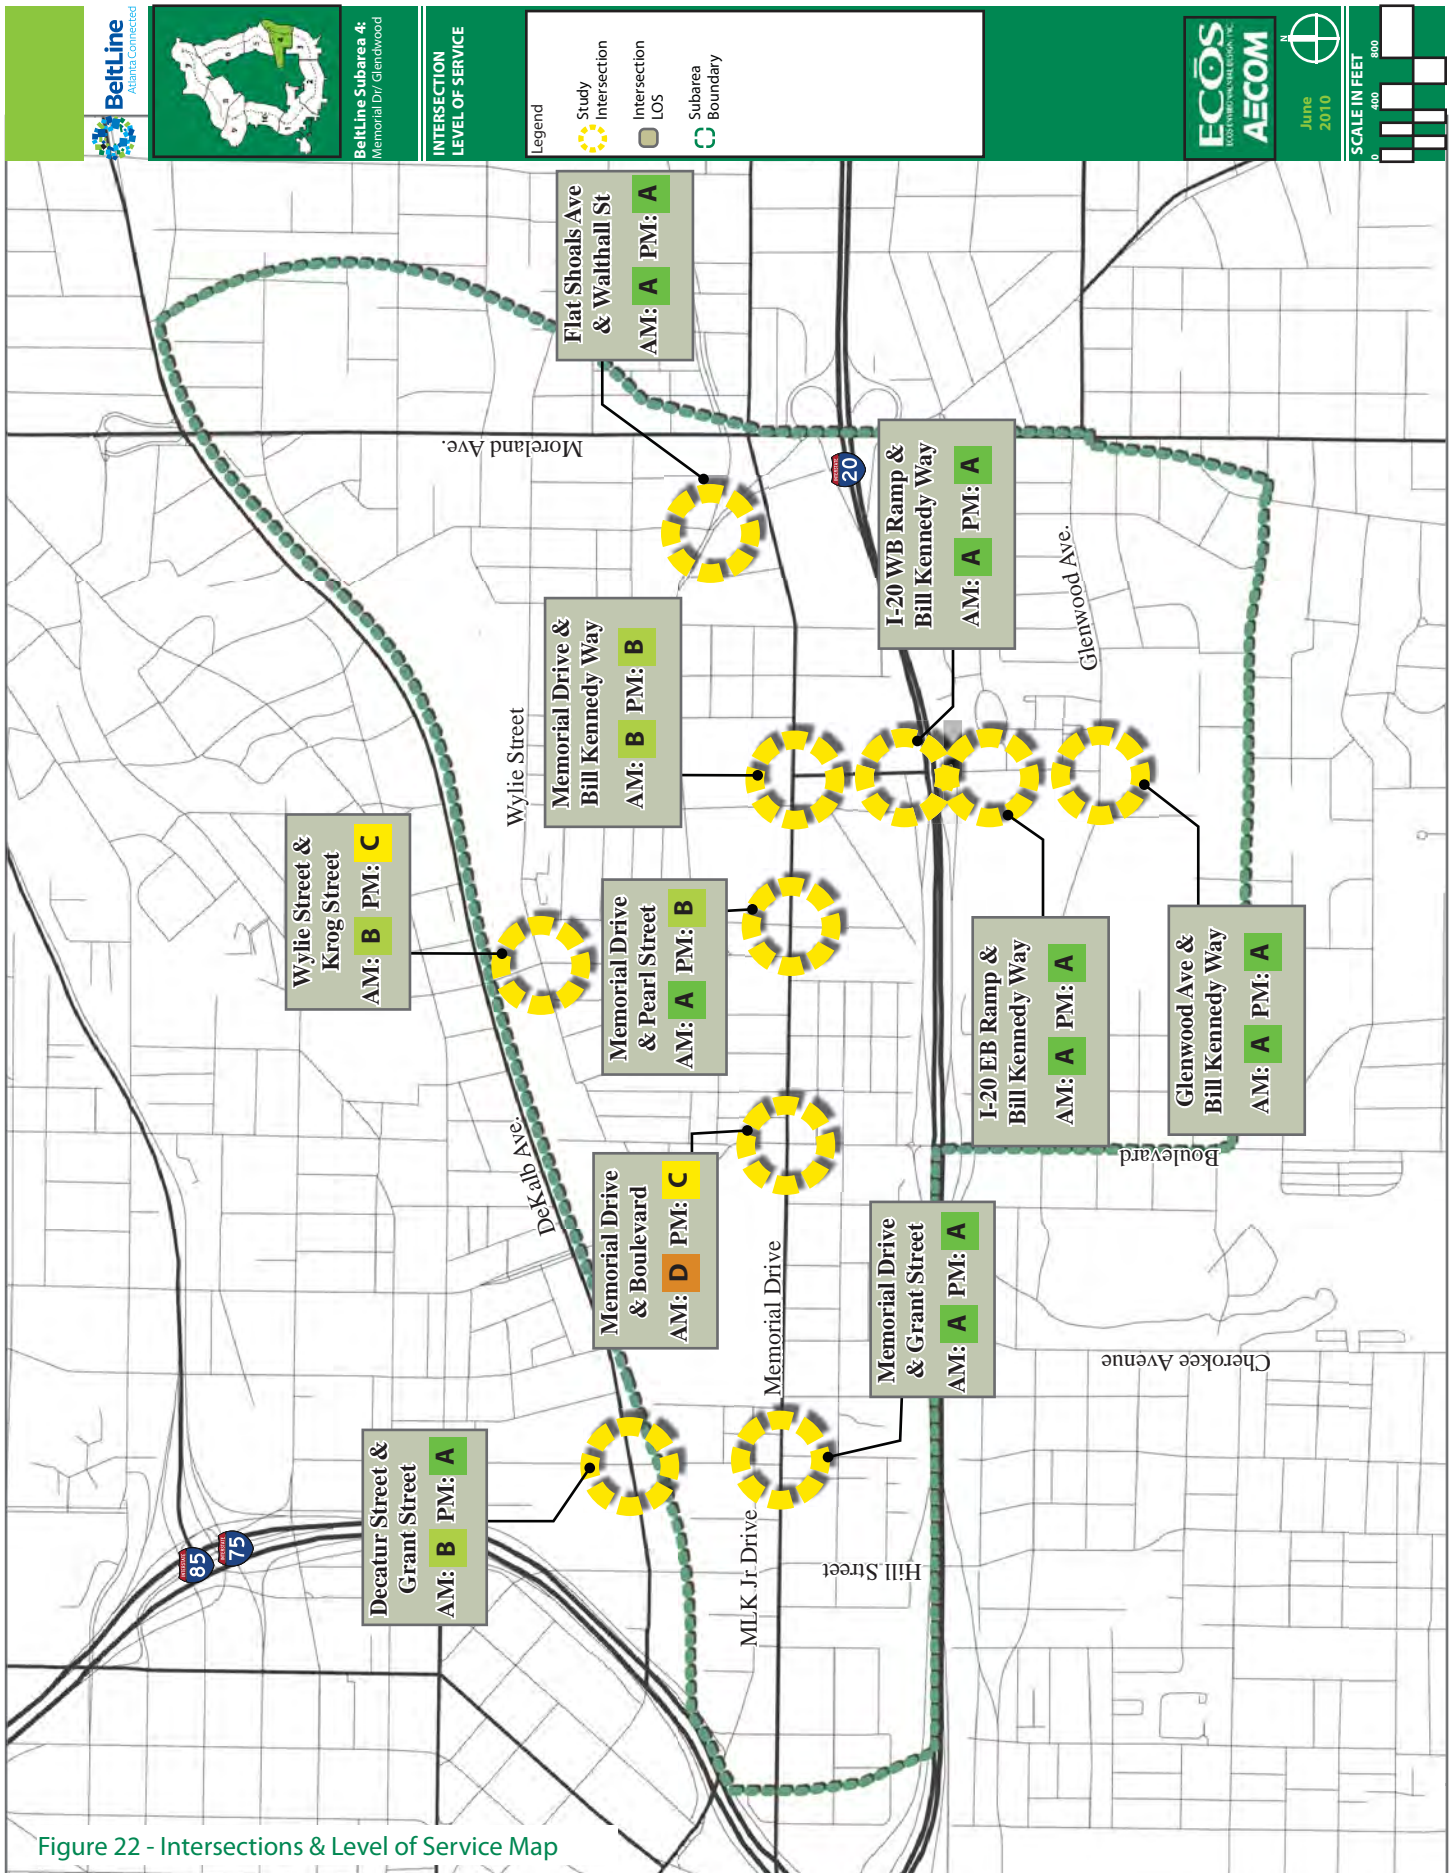 BeltLine
Atlanta Connected
BeltLine Subarea 4:
Memorial Dr/ Glendwood
INTERSECTION
LEVEL OF SERVICE
Legend
Study
Intersection
Intersection
LOS
Subarea
Boundary
ECOS
AECOM
June
2010
N
SCALE IN FEET
0 400 800
Flat Shoals Ave
& Walthall St
AM: A PM: A
Moreland Ave.
20
I-20 WB Ramp &
Bill Kennedy Way
AM: A PM: A
Glenwood Ave.
Memorial Drive &
Bill Kennedy Way
AM: B PM: B
Wylie Street
Wylie Street &
Krog Street
AM: B PM: C
Memorial Drive
& Pearl Street
AM: A PM: B
I-20 EB Ramp &
Bill Kennedy Way
AM: A PM: A
Glenwood Ave &
Bill Kennedy Way
AM: A PM: A
Boulevard
DeKalb Ave.
Memorial Drive
& Boulevard
AM: D PM: C
Memorial Drive
Memorial Drive
& Grant Street
AM: A PM: A
Cherokee Avenue
Decatur Street &
Grant Street
AM: B PM: A
85
75
MLK Jr Drive
Hill Street
Figure 22 - Intersections & Level of Service Map